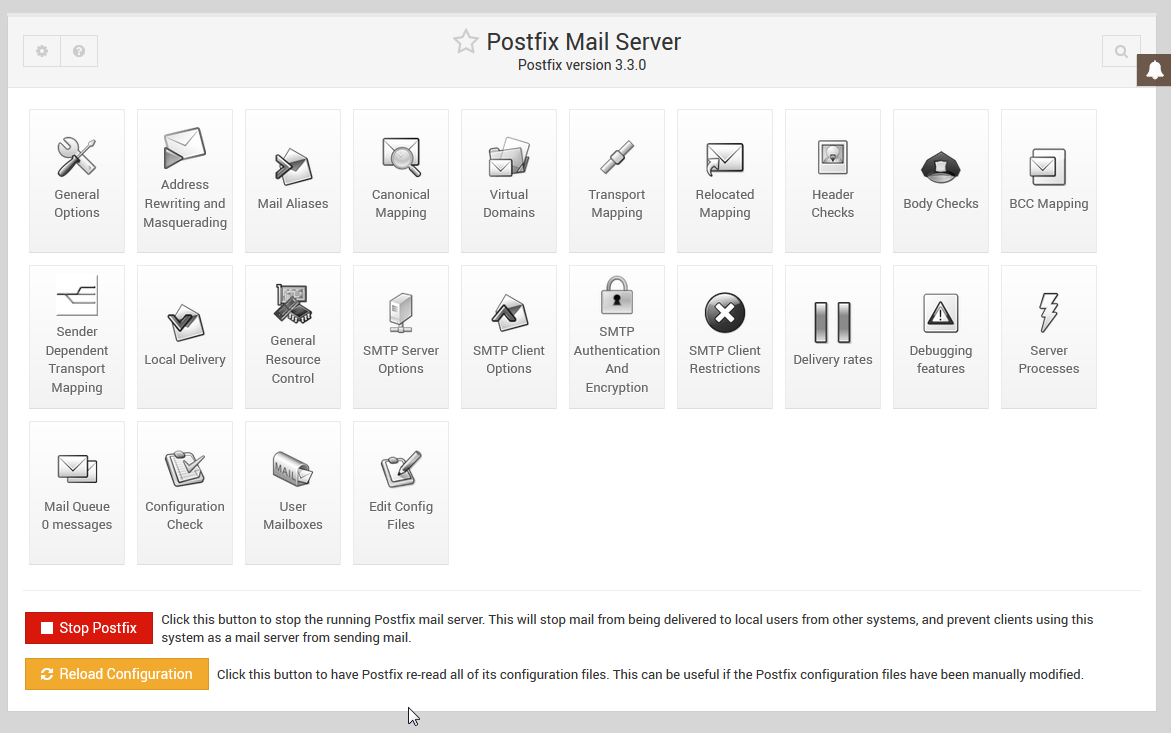 Postfix Mail Server
Postfix version 3.3.0
General
Options
Address
Rewriting and
Masquerading
Mail Aliases
Canonical
Mapping
Virtual
Domains
Transport
Mapping
Relocated
Mapping
Header
Checks
Body Checks
BCC Mapping
Sender
Dependent
Transport
Mapping
Local Delivery
General
Resource
Control
SMTP Server
Options
SMTP Client
Options
SMTP
Authentication
And
Encryption
SMTP Client
Restrictions
Delivery rates
Debugging
features
Server
Processes
Mail Queue
0 messages
Configuration
Check
MAIL
User
Mailboxes
Edit Config
Files
Stop Postfix
Click this button to stop the running Postfix mail server. This will stop mail from being delivered to local users from other systems, and prevent clients using this
system as a mail server from sending mail.
Reload Configuration
Click this button to have Postfix re-read all of its configuration files. This can be useful if the Postfix configuration files have been manually modified.